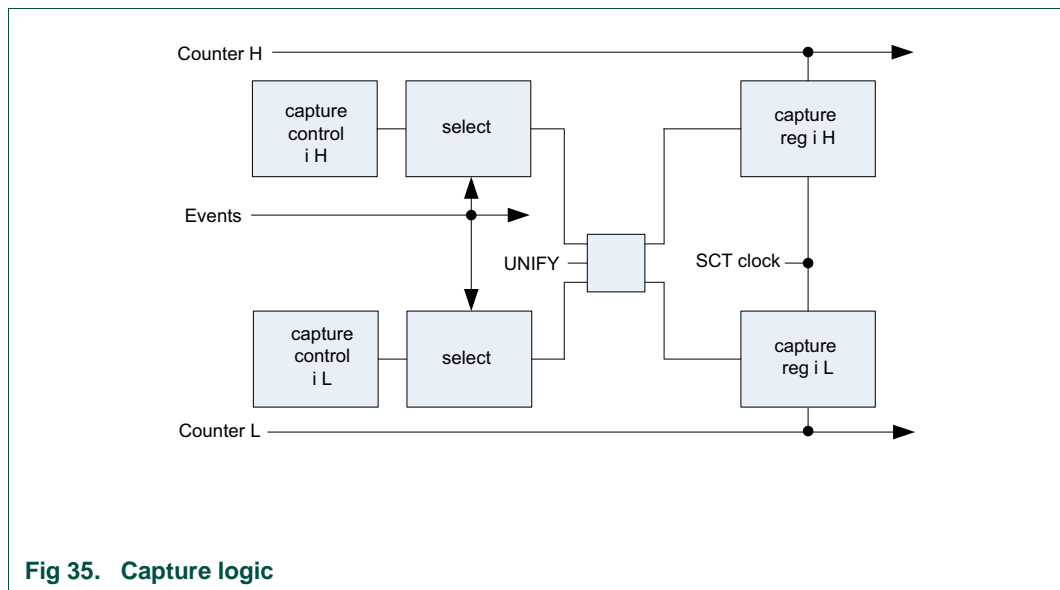 Counter H
capture
control
i H
select
capture
reg i H
Events
UNIFY
SCT clock
capture
control
i L
select
capture
reg i L
Counter L
Fig 35. Capture logic